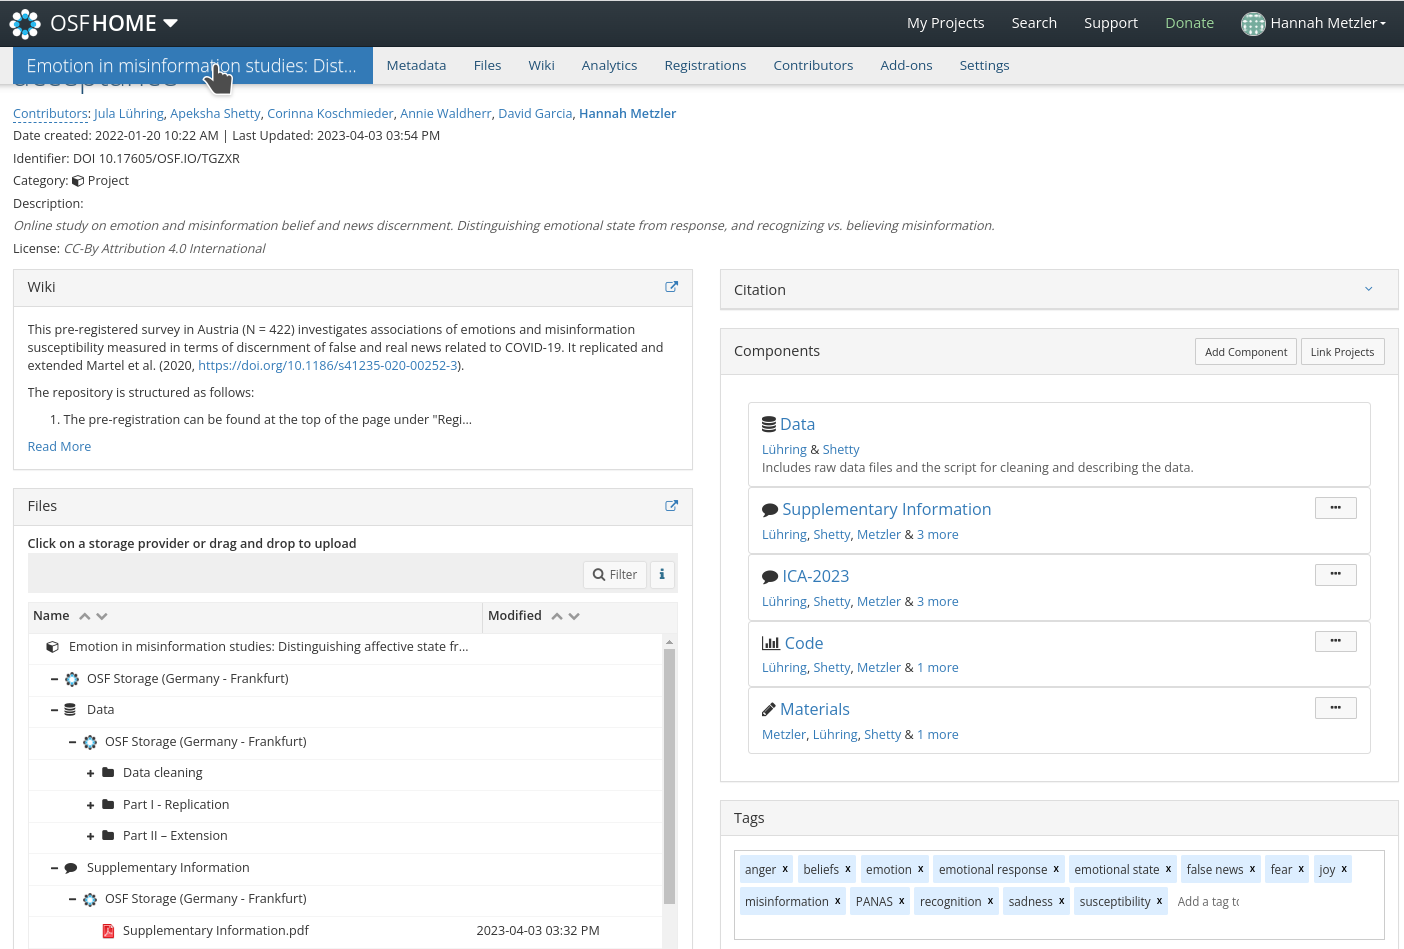 OSFHOME My Projects Search Support Donate Hannah Metzler
Emotion in misinformation studies: Dist... Metadata Files Wiki Analytics Registrations Contributors Add-ons Settings
Contributors: Jula Lühring, Apeksha Shetty, Corinna Koschmieder, Annie Waldherr, David Garcia, Hannah Metzler
Date created: 2022-01-20 10:22 AM | Last Updated: 2023-04-03 03:54 PM
Identifier: DOI 10.17605/OSF.IO/TGZXR
Category: Project
Description:
Online study on emotion and misinformation belief and news discernment. Distinguishing emotional state from response, and recognizing vs. believing misinformation.
License: CC-By Attribution 4.0 International
Wiki
This pre-registered survey in Austria (N = 422) investigates associations of emotions and misinformation
susceptibility measured in terms of discernment of false and real news related to COVID-19. It replicated and
extended Martel et al. (2020, https://doi.org/10.1186/s41235-020-00252-3).
The repository is structured as follows:
1. The pre-registration can be found at the top of the page under "Regi...
Read More
Files
Click on a storage provider or drag and drop to upload
Filter i
Name Modified
Emotion in misinformation studies: Distinguishing affective state fr...
OSF Storage (Germany - Frankfurt)
Data
OSF Storage (Germany - Frankfurt)
Data cleaning
Part I - Replication
Part II – Extension
Supplementary Information
OSF Storage (Germany - Frankfurt)
Supplementary Information.pdf 2023-04-03 03:32 PM
Citation
Components Add Component Link Projects
Data
Lühring & Shetty
Includes raw data files and the script for cleaning and describing the data.
Supplementary Information
Lühring, Shetty, Metzler & 3 more
ICA-2023
Lühring, Shetty, Metzler & 3 more
Code
Lühring, Shetty, Metzler & 1 more
Materials
Metzler, Lühring, Shetty & 1 more
Tags
anger x beliefs x emotion x emotional response x emotional state x false news x fear x joy x
misinformation x PANAS x recognition x sadness x susceptibility x Add a tag to